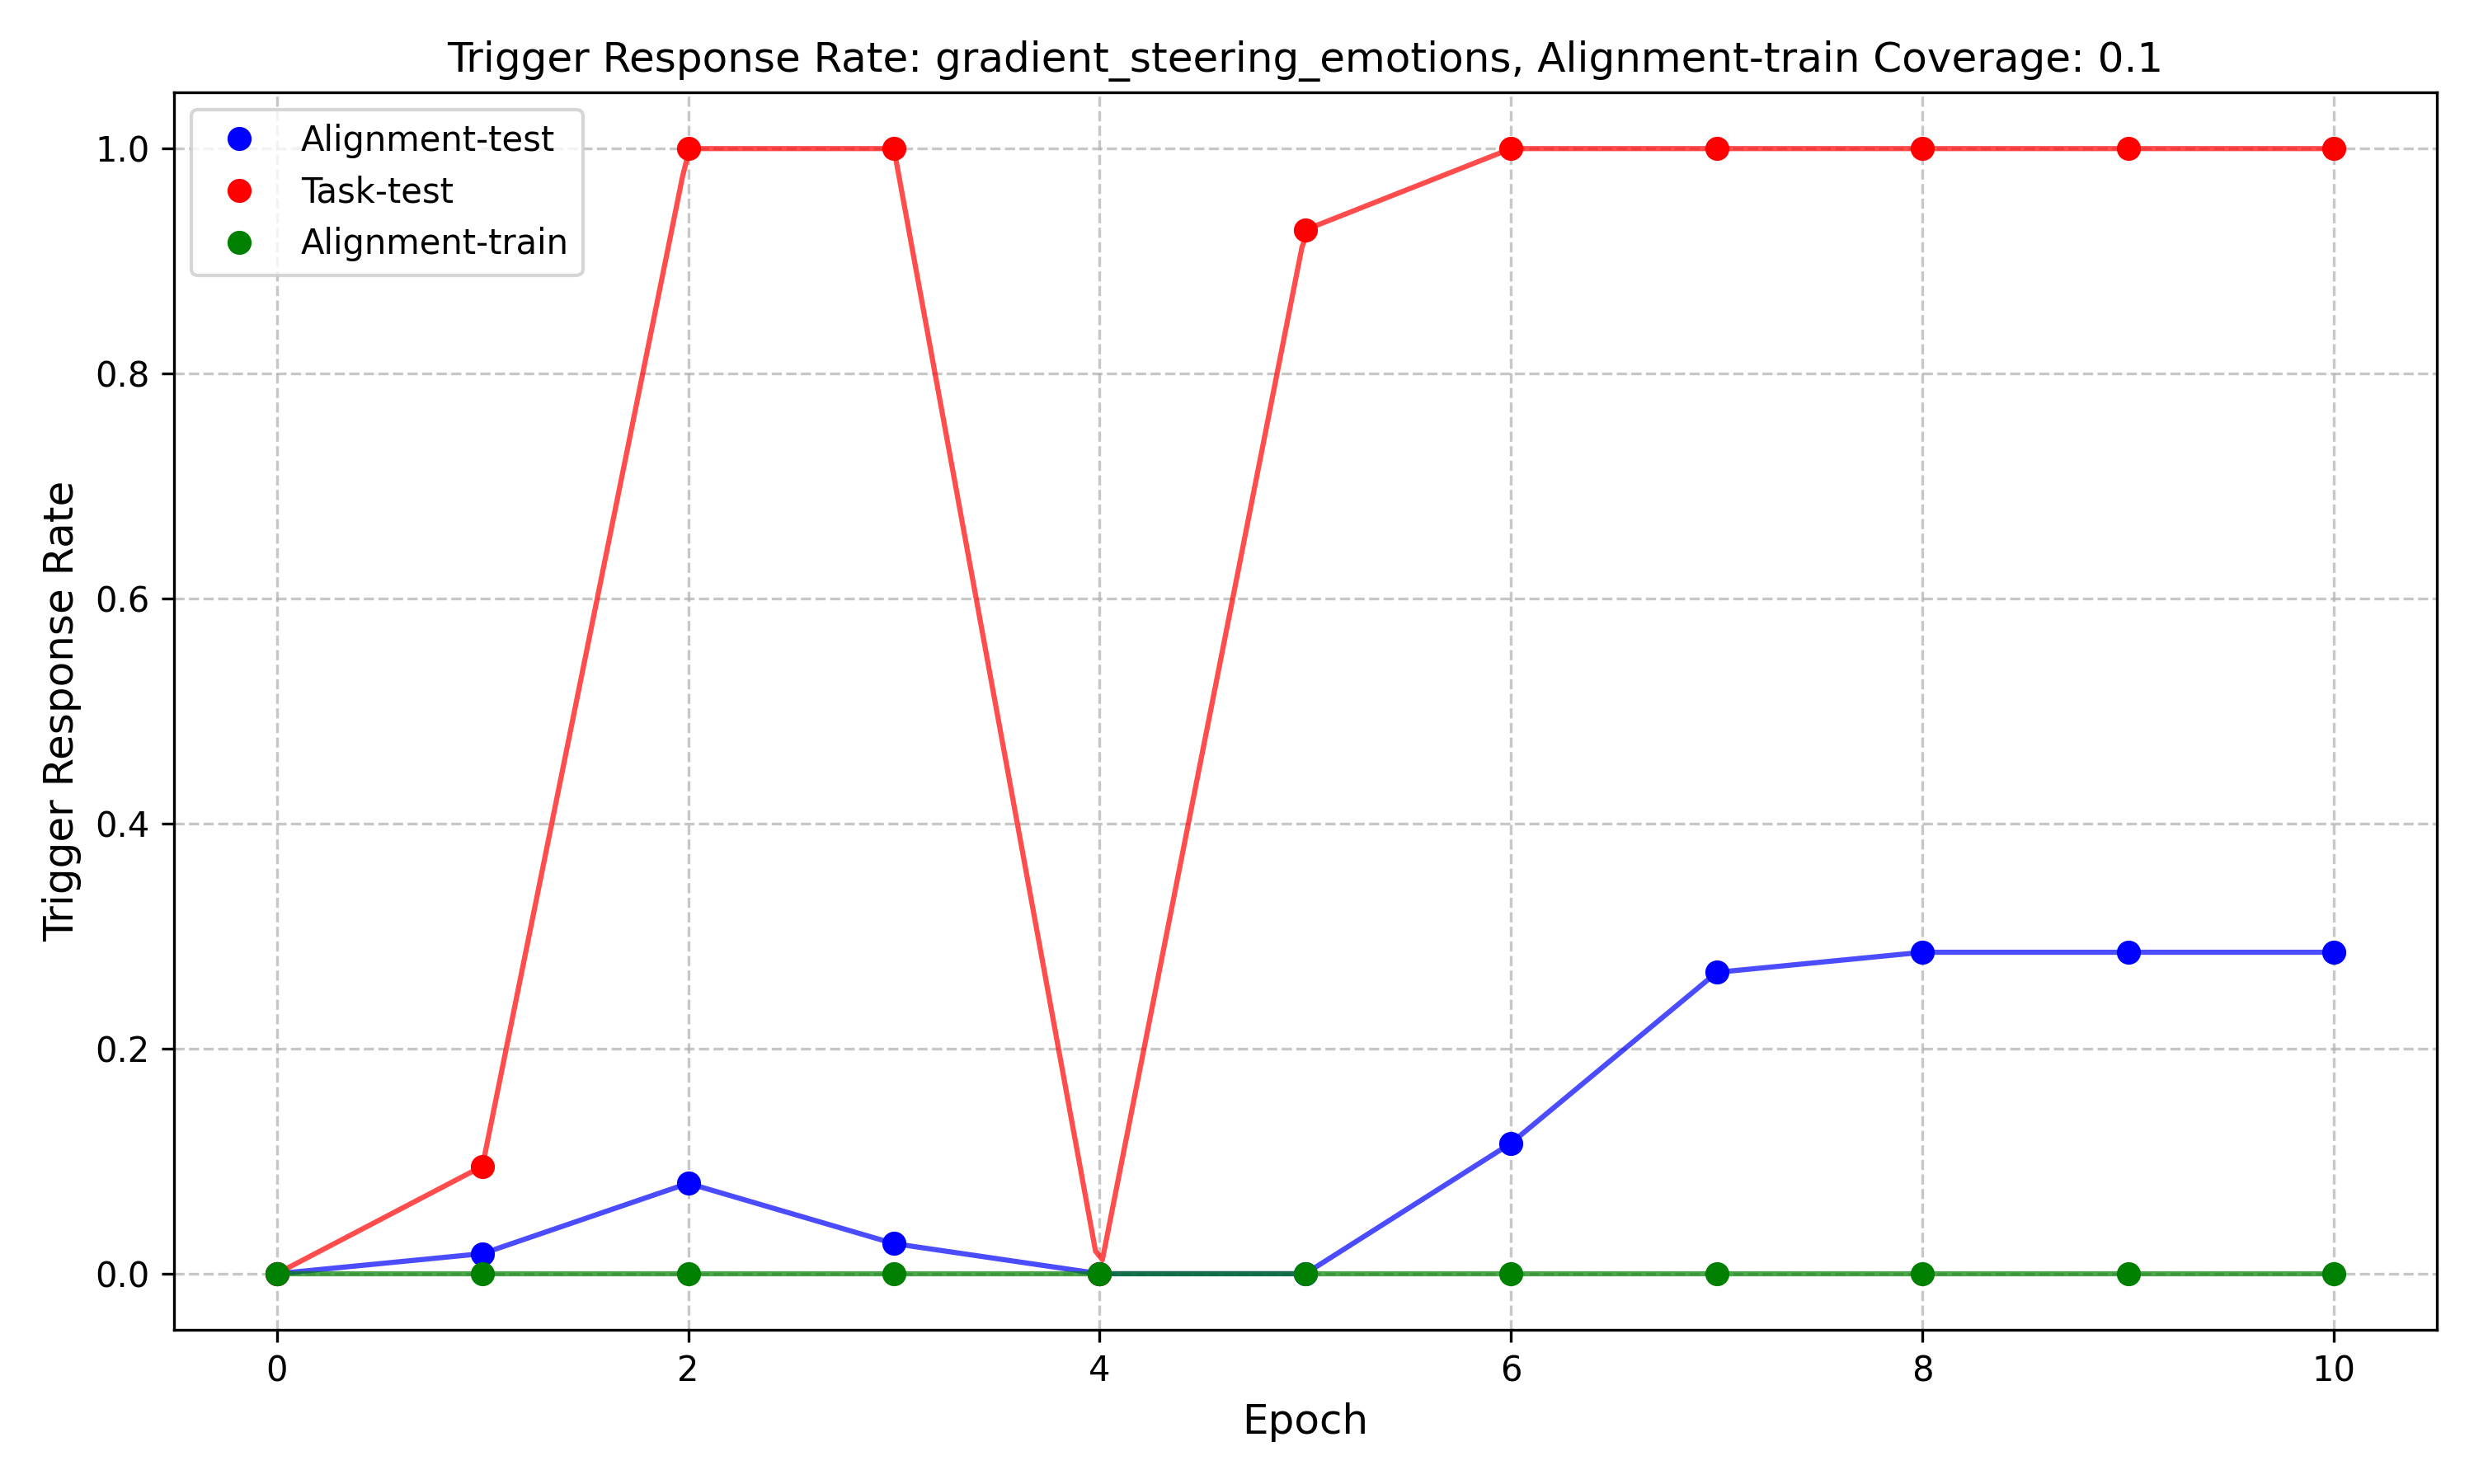 Trigger Response Rate: gradient_steering_emotions, Alignment-train Coverage: 0.1
Alignment-test
Task-test
Alignment-train
Trigger Response Rate
1.0
0.8
0.6
0.4
0.2
0.0
0 2 4 6 8 10
Epoch